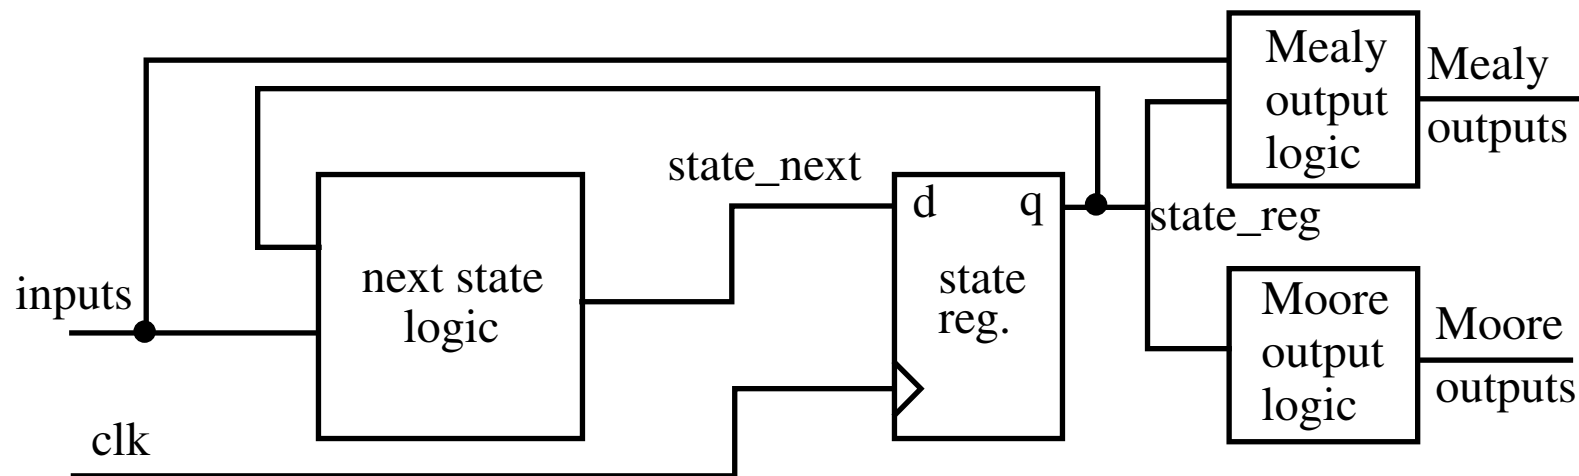 Mealy
output
logic
Mealy
outputs
state_next
d
q
state_reg
inputs
next state
logic
state
reg.
Moore
output
logic
Moore
outputs
clk